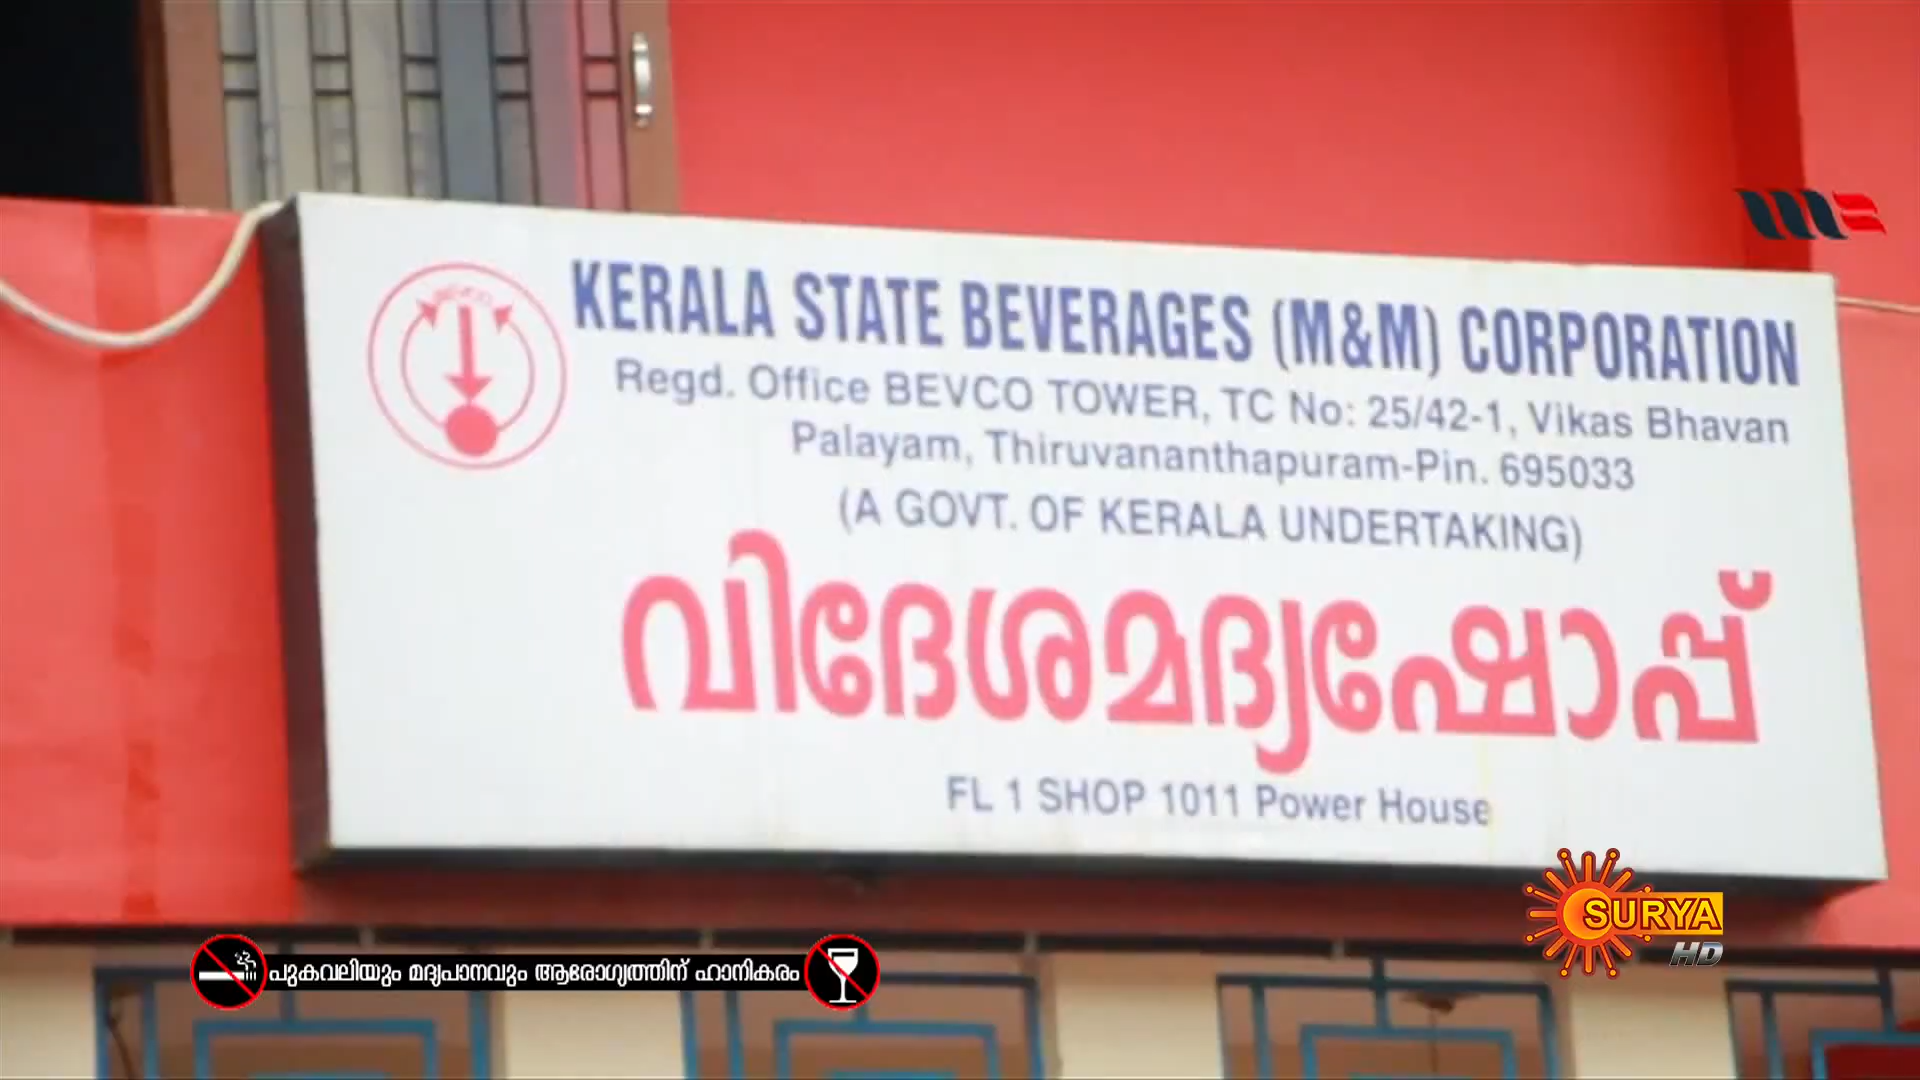 KERALA STATE BEVERAGES (M&M) CORPORATION
Regd. Office BEVCO TOWER, TC No: 25/42-1, Vikas Bhavan
Palayam, Thiruvananthapuram-Pin. 695033
(A GOVT. OF KERALA UNDERTAKING)
വിദേശമദ്യഷോപ്പ്
FL 1 SHOP 1011 Power House
SURYA
HD
പുകവലിയും മദ്യപാനവും ആരോഗ്യത്തിന് ഹാനികരം